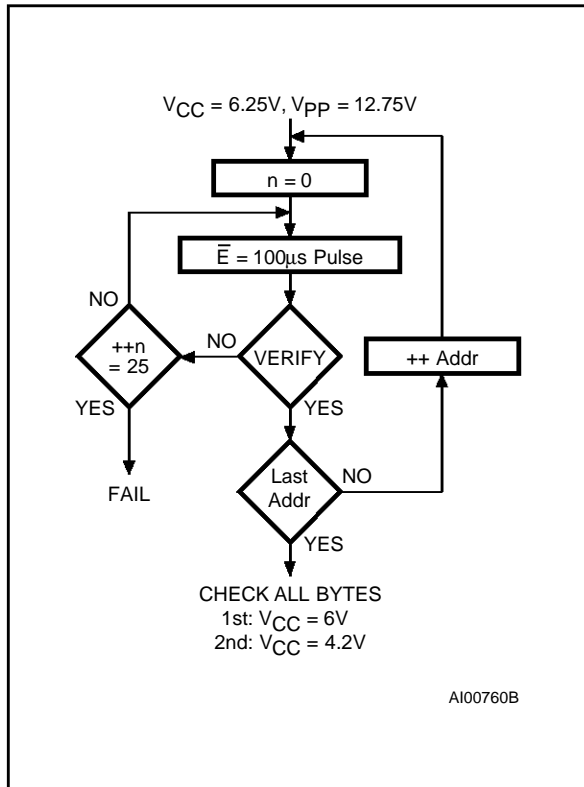 VCC = 6.25V, VPP = 12.75V
n = 0
E̅ = 100µs Pulse
NO
++n
= 25
NO
VERIFY
++ Addr
YES
YES
Last
Addr
NO
FAIL
YES
CHECK ALL BYTES
1st: VCC = 6V
2nd: VCC = 4.2V
AI00760B